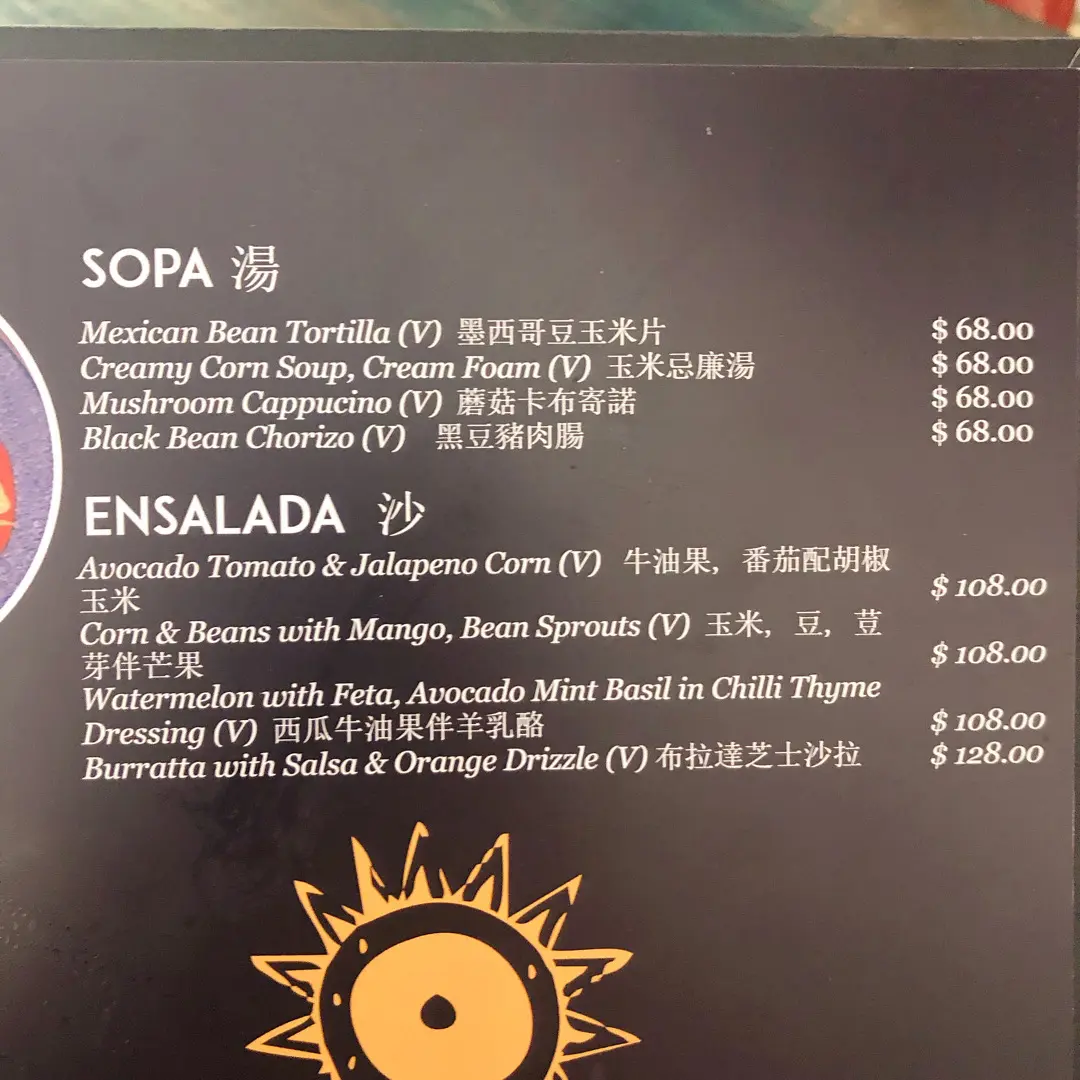 SOPA 湯
Mexican Bean Tortilla (V) 墨西哥豆玉米片 $ 68.00
Creamy Corn Soup, Cream Foam (V) 玉米忌廉湯 $ 68.00
Mushroom Cappucino (V) 蘑菇卡布寄諾 $ 68.00
Black Bean Chorizo (V) 黑豆豬肉腸 $ 68.00
ENSALADA 沙
Avocado Tomato & Jalapeno Corn (V) 牛油果，番茄配胡椒
玉米 $ 108.00
Corn & Beans with Mango, Bean Sprouts (V) 玉米，豆，荳
芽伴芒果 $ 108.00
Watermelon with Feta, Avocado Mint Basil in Chilli Thyme
Dressing (V) 西瓜牛油果伴羊乳酪 $ 108.00
Burratta with Salsa & Orange Drizzle (V) 布拉達芝士沙拉 $ 128.00